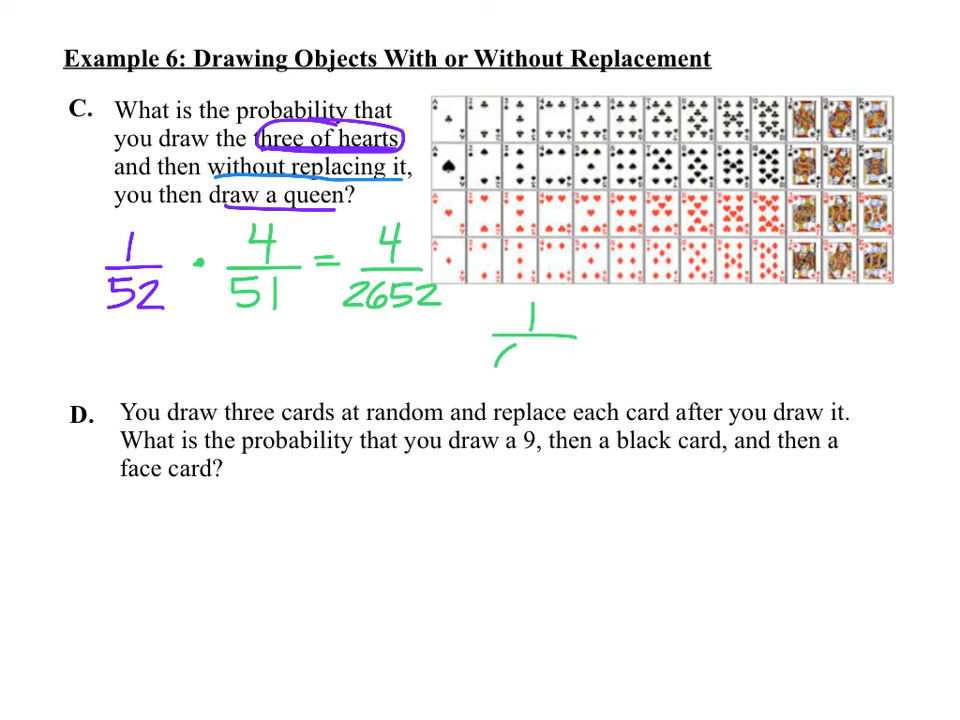 Example 6: Drawing Objects With or Without Replacement
C. What is the probability that
you draw the three of hearts
and then without replacing it,
you then draw a queen?
1/52 · 4/51 = 4/2652
1/
D. You draw three cards at random and replace each card after you draw it.
What is the probability that you draw a 9, then a black card, and then a
face card?